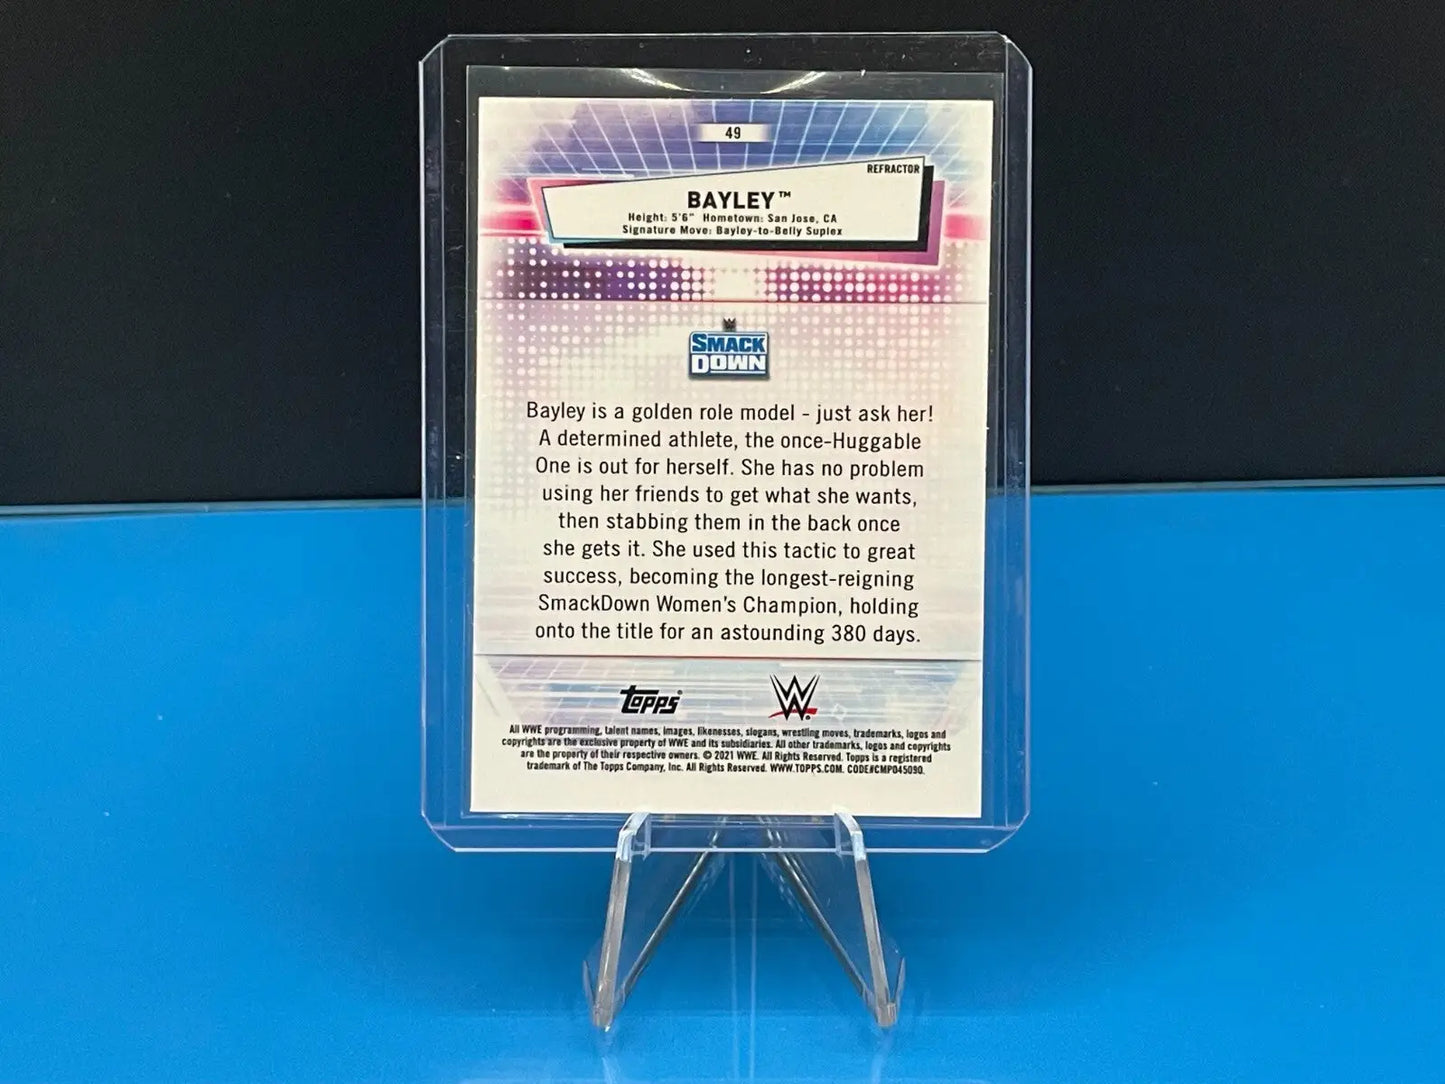 49
REFRACTOR
BAYLEY™
Height: 5'6" Hometown: San Jose, CA
Signature Move: Bayley-to-Belly Suplex
W
SMACK
DOWN
Bayley is a golden role model - just ask her!
A determined athlete, the once-Huggable
One is out for herself. She has no problem
using her friends to get what she wants,
then stabbing them in the back once
she gets it. She used this tactic to great
success, becoming the longest-reigning
SmackDown Women's Champion, holding
onto the title for an astounding 380 days.
topps® W®
All WWE programming, talent names, images, likenesses, slogans, wrestling moves, trademarks, logos and
copyrights are the exclusive property of WWE and its subsidiaries. All other trademarks, logos and copyrights
are the property of their respective owners. © 2021 WWE. All Rights Reserved. Topps is a registered
trademark of The Topps Company, Inc. All Rights Reserved. WWW.TOPPS.COM. CODE#CMP045090.